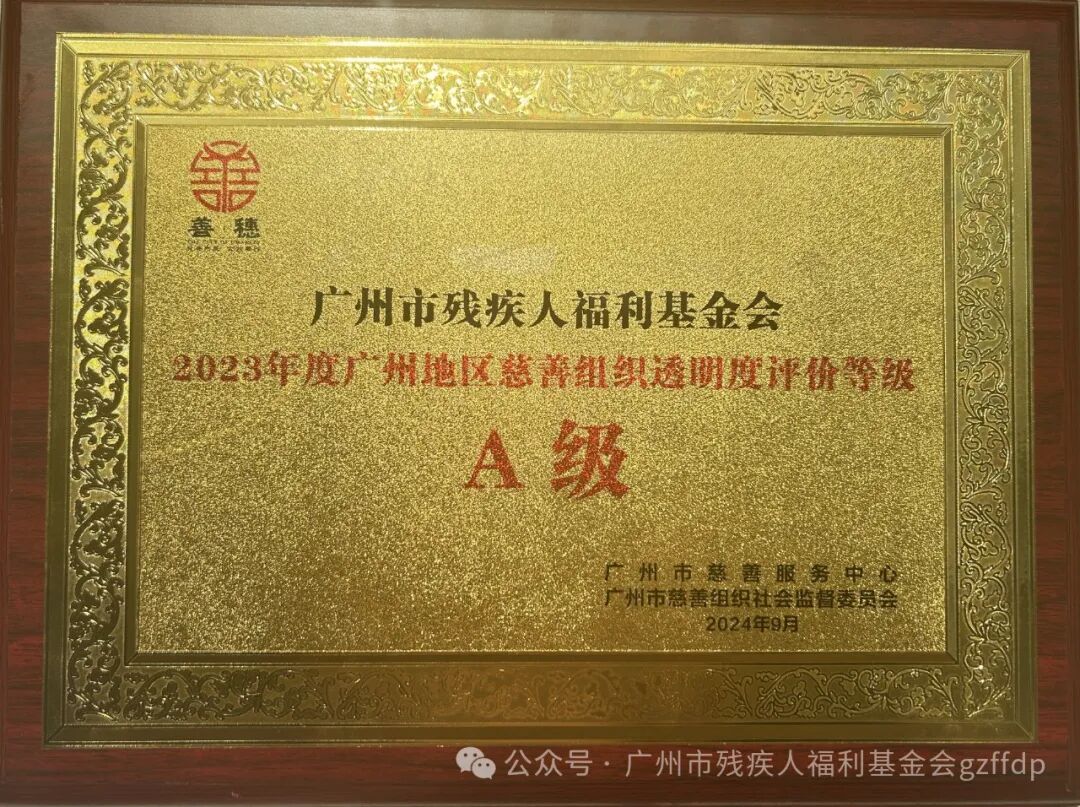 善穗
广州市残疾人福利基金会
2023年度广州地区慈善组织透明度评价等级
A 级
广州市慈善服务中心
广州市慈善组织社会监督委员会
2024年9月
公众号·广州市残疾人福利基金会gzffdp